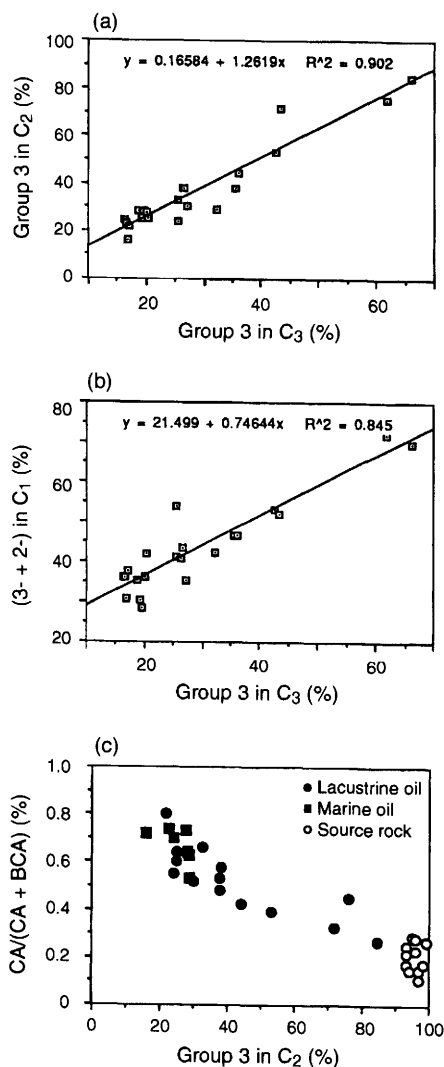 (a)
y = 0.16584 + 1.2619x R^2 = 0.902
100
80
60
40
20
0
Group 3 in C2 (%)
20 40 60
Group 3 in C3 (%)
(b)
y = 21.499 + 0.74644x R^2 = 0.845
80
60
40
20
(3- + 2-) in C1 (%)
20 40 60
Group 3 in C3 (%)
(c)
1.0
0.8
0.6
0.4
0.2
0
CA/(CA + BCA) (%)
Lacustrine oil
Marine oil
Source rock
0 20 40 60 80 100
Group 3 in C2 (%)